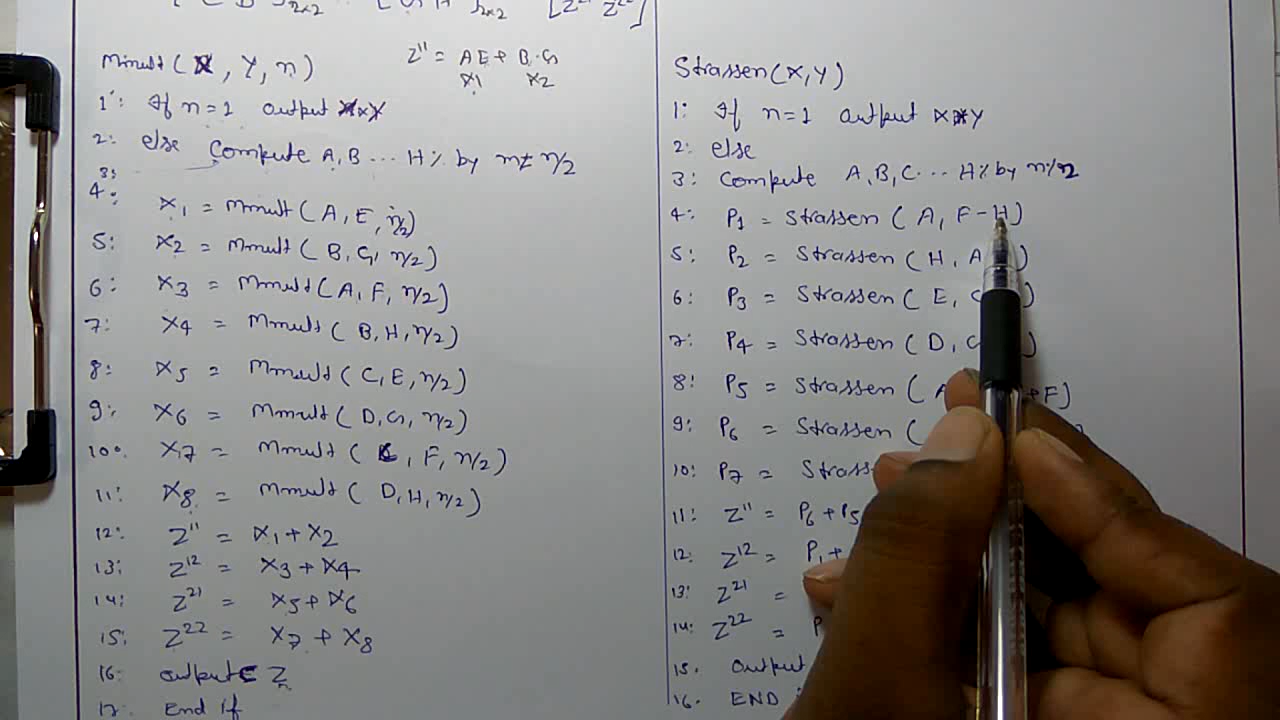 Mmult(X, Y, n)
Z11 = AE + B.G
X1 X2
1: If n=1 output X*Y
2: else Compute A,B ... H% by n/2
3:
4: X1 = Mmult(A, E, n/2)
5: X2 = Mmult(B, G, n/2)
6: X3 = Mmult(A, F, n/2)
7: X4 = Mmult(B, H, n/2)
8: X5 = Mmult(C, E, n/2)
9: X6 = Mmult(D, G, n/2)
10: X7 = Mmult(C, F, n/2)
11: X8 = Mmult(D, H, n/2)
12: Z11 = X1 + X2
13: Z12 = X3 + X4
14: Z21 = X5 + X6
15: Z22 = X7 + X8
16: output Z
17: End if
Strassen(X,Y)
1: If n=1 output X*Y
2: else
3: Compute A,B,C ... H% by n/2
4: P1 = Strassen(A, F-H)
5: P2 = Strassen(H, A )
6: P3 = Strassen(E, )
7: P4 = Strassen(D, )
8: P5 = Strassen( +F)
9: P6 = Strassen(
10: P7 =
11: Z11 = P6 + P5
12: Z12 = P1 +
13: Z21 =
14: Z22 = P
15. Output
16. END